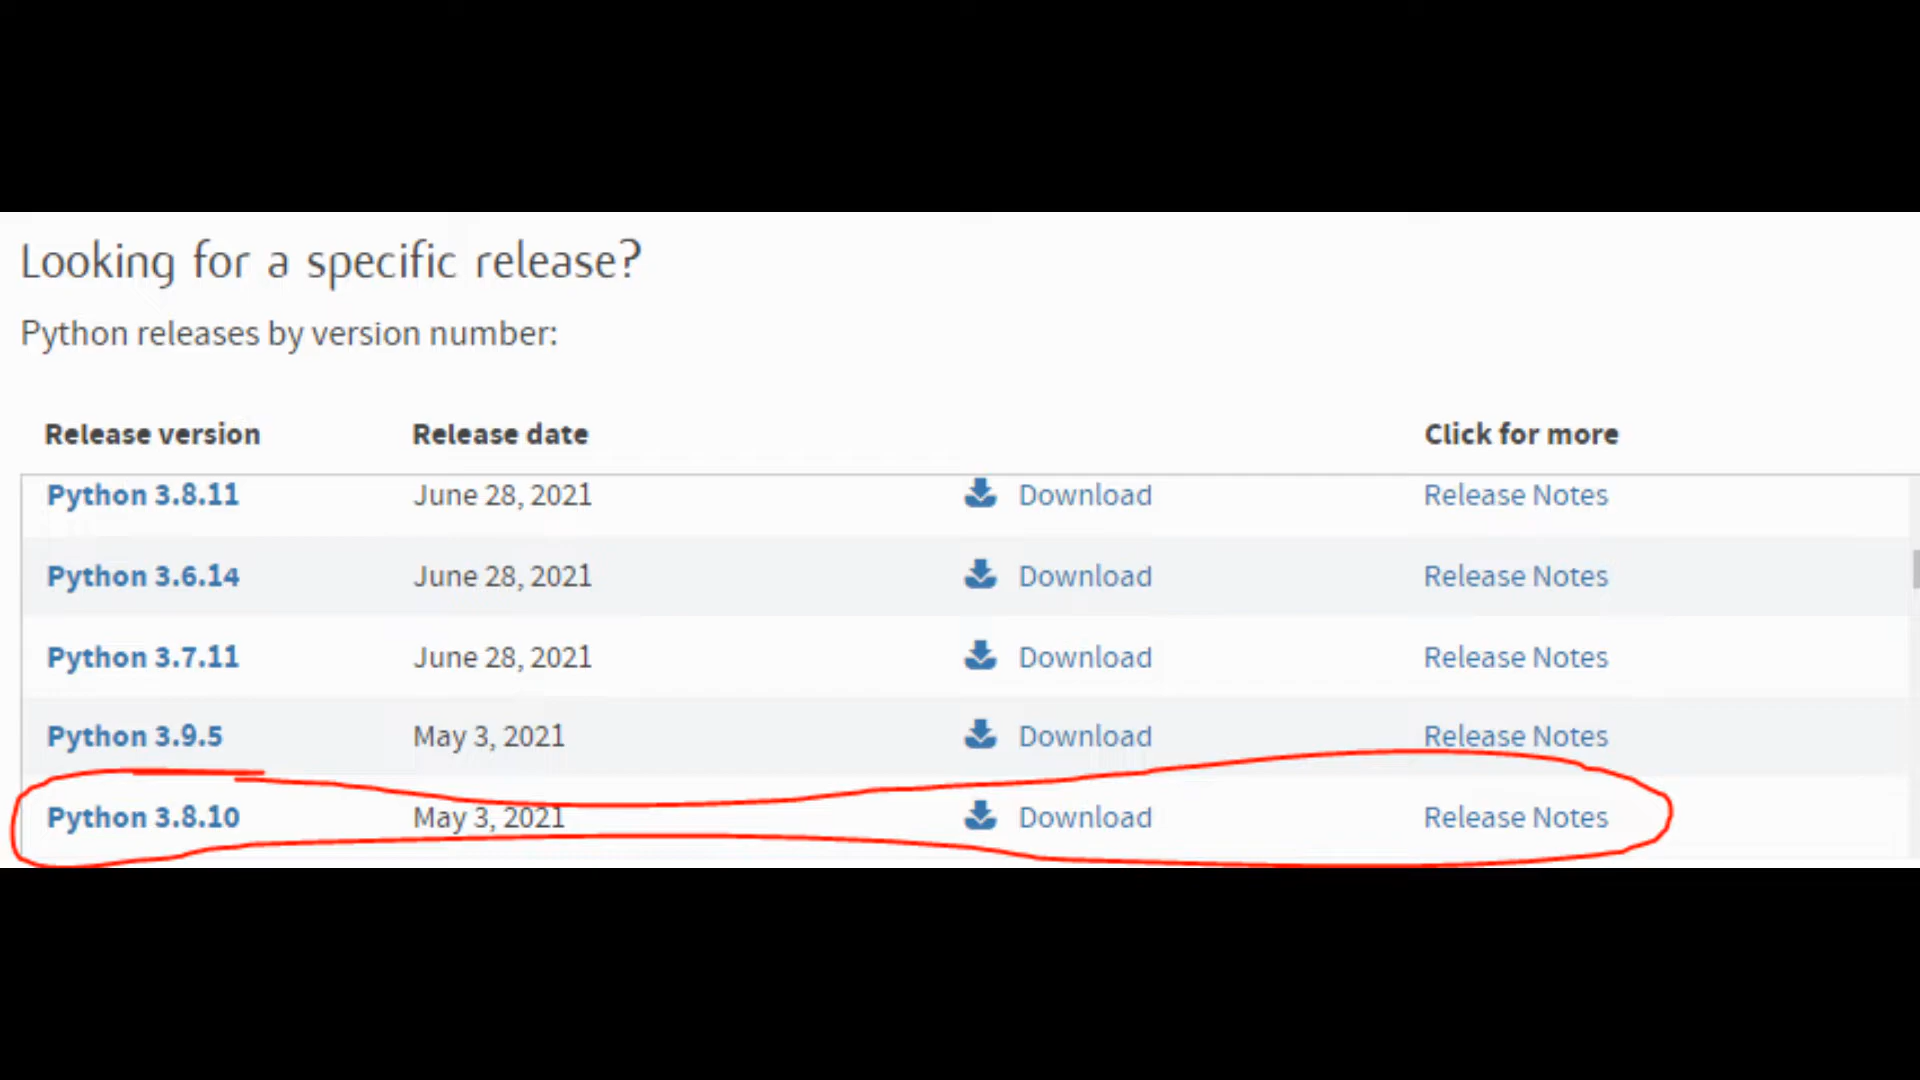 Looking for a specific release?
Python releases by version number:
Release version Release date Click for more
Python 3.8.11 June 28, 2021 Download Release Notes
Python 3.6.14 June 28, 2021 Download Release Notes
Python 3.7.11 June 28, 2021 Download Release Notes
Python 3.9.5 May 3, 2021 Download Release Notes
Python 3.8.10 May 3, 2021 Download Release Notes